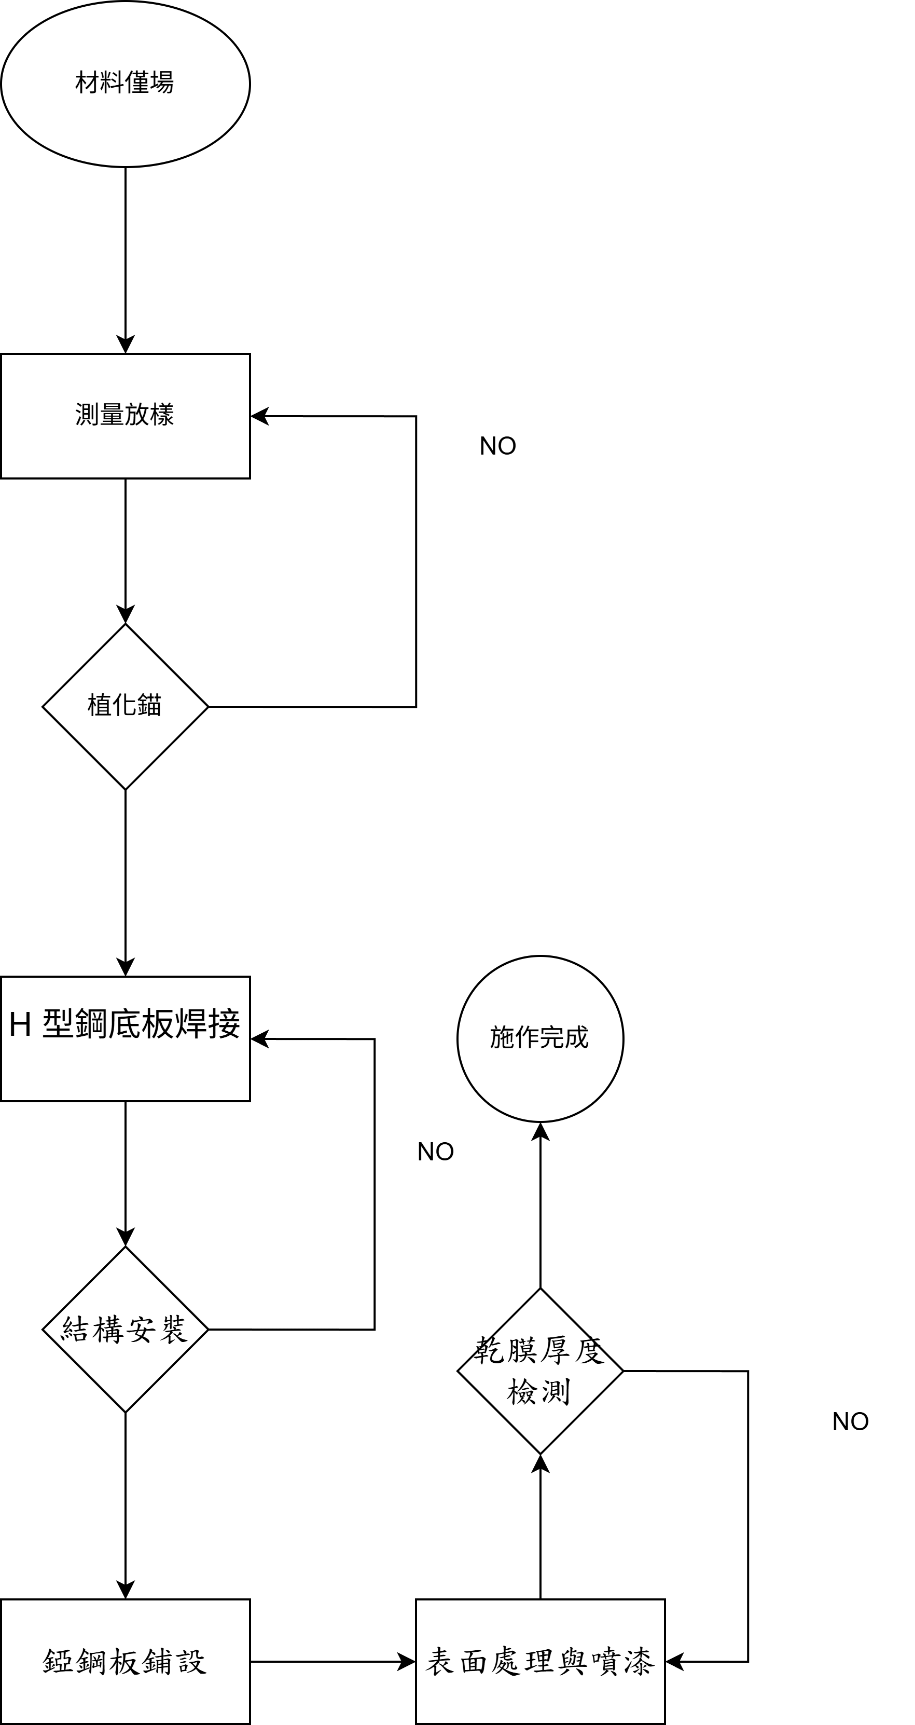 材料僅場
測量放樣
NO
植化錨
H 型鋼底板焊接
施作完成
NO
結構安裝
乾膜厚度
檢測
NO
錏鋼板鋪設
表面處理與噴漆